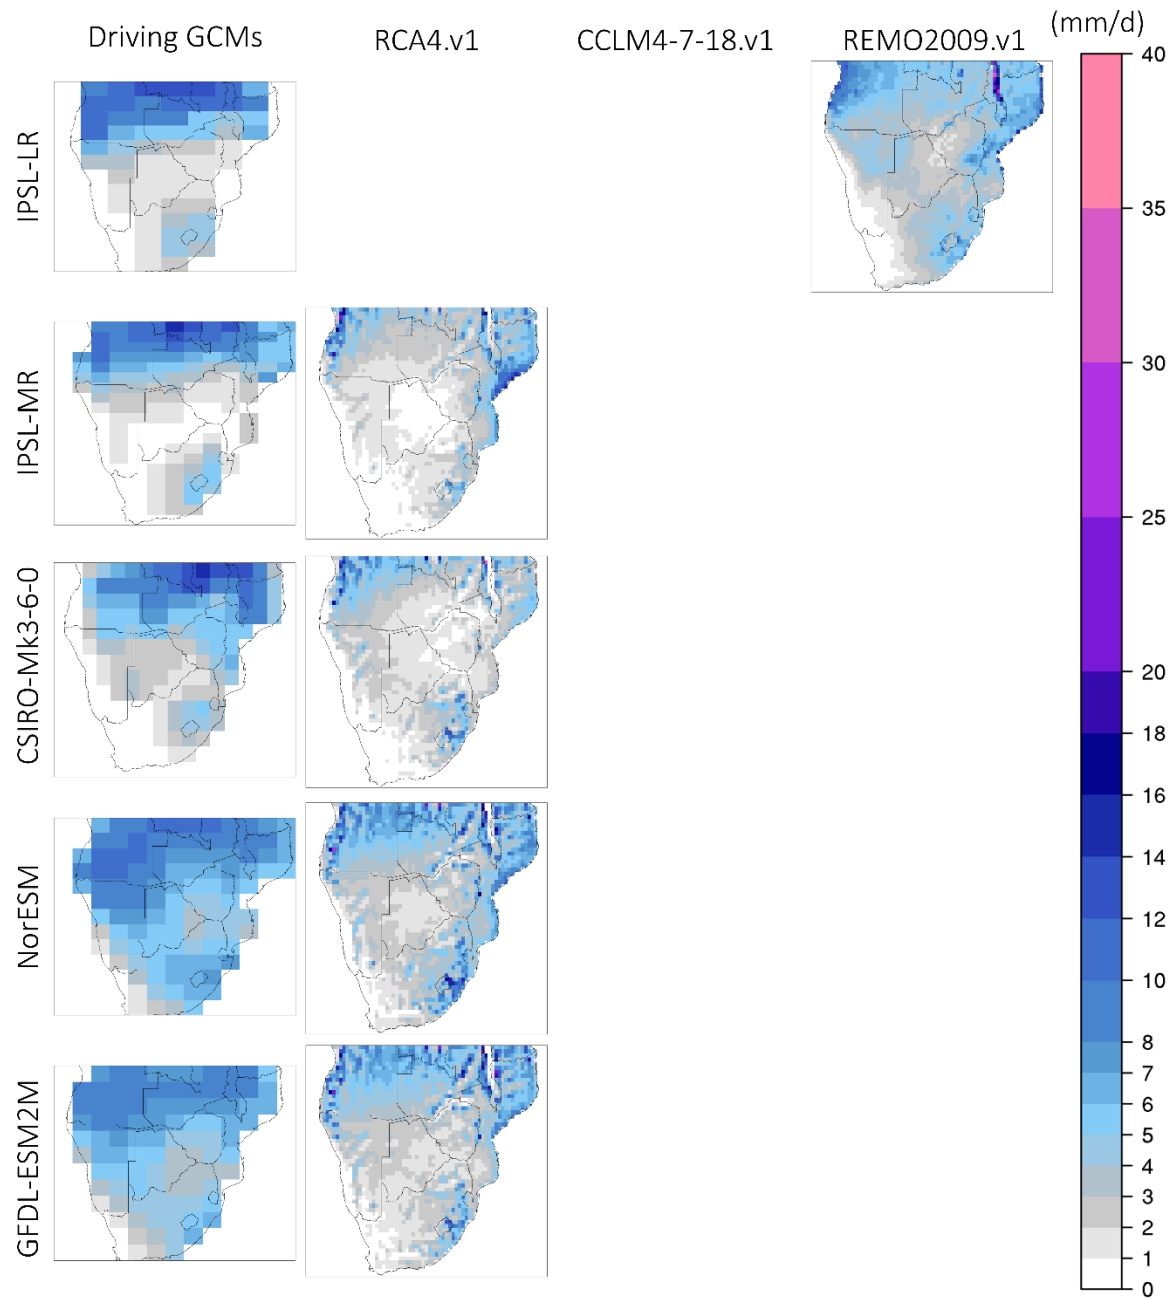 (mm/d)
Driving GCMs
RCA4.v1
CCLM4-7-18.v1
REMO2009.v1
IPSL-LR
IPSL-MR
CSIRO-Mk3-6-0
NorESM
GFDL-ESM2M
40
35
30
25
20
18
16
14
12
10
8
7
6
5
4
3
2
1
0